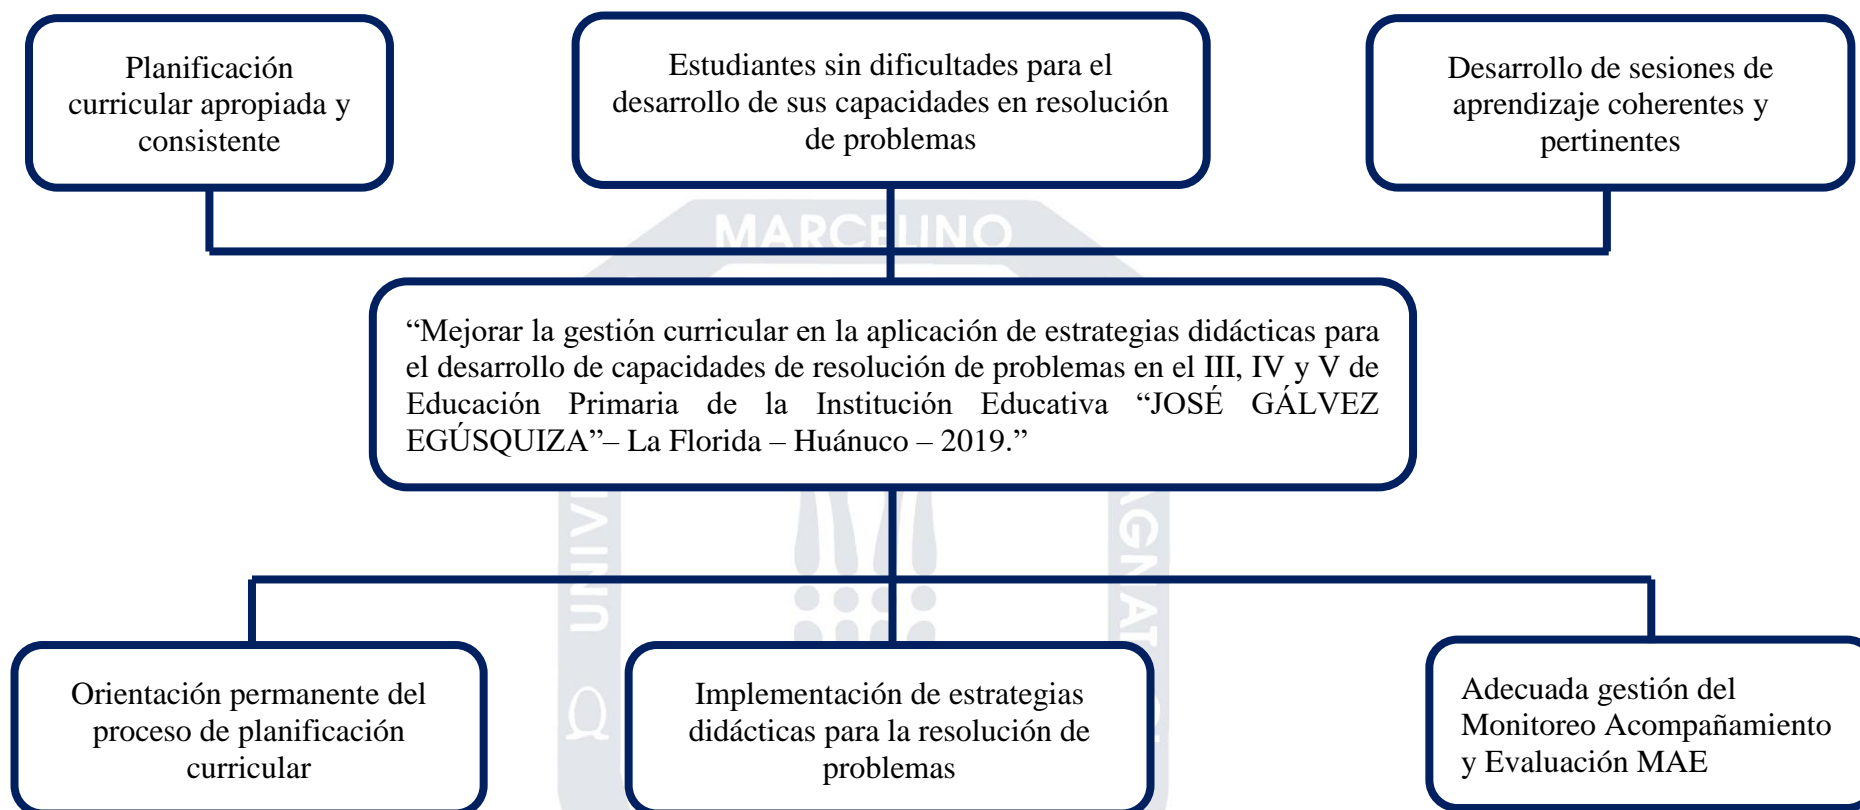 Planificación
curricular apropiada y
consistente
Estudiantes sin dificultades para el
desarrollo de sus capacidades en resolución
de problemas
Desarrollo de sesiones de
aprendizaje coherentes y
pertinentes
MARCELINO
“Mejorar la gestión curricular en la aplicación de estrategias didácticas para
el desarrollo de capacidades de resolución de problemas en el III, IV y V de
Educación Primaria de la Institución Educativa “JOSÉ GÁLVEZ
EGÚSQUIZA”– La Florida – Huánuco – 2019.”
Orientación permanente del
proceso de planificación
curricular
Implementación de estrategias
didácticas para la resolución de
problemas
Adecuada gestión del
Monitoreo Acompañamiento
y Evaluación MAE